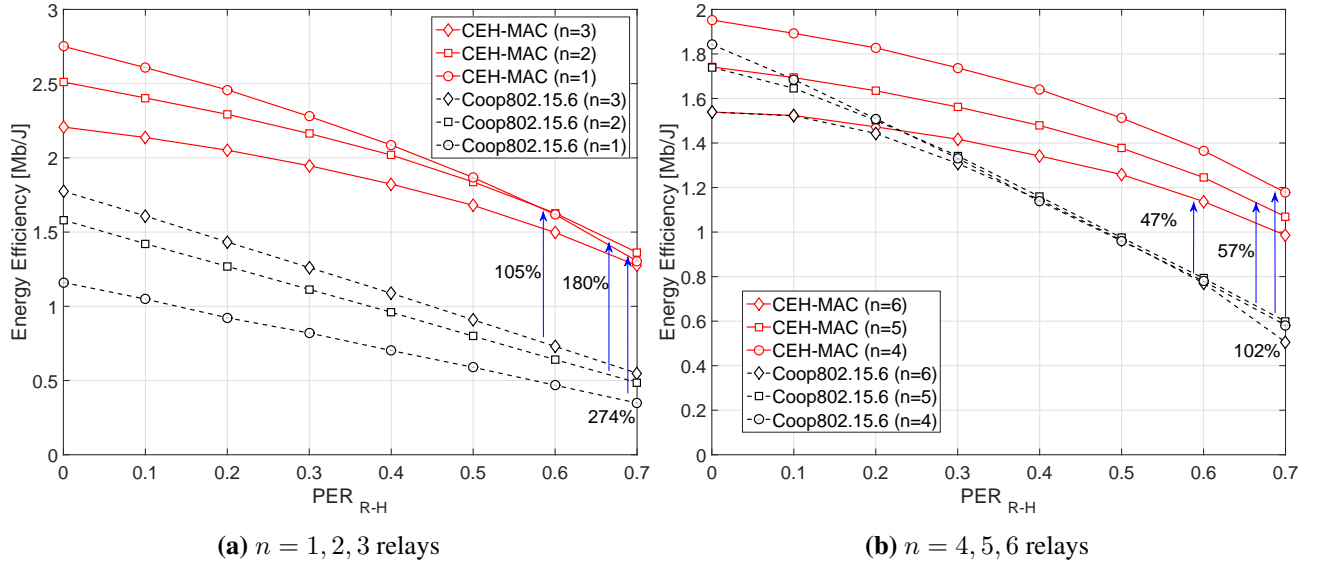 Energy Efficiency [Mb/J]
3
2.5
2
1.5
1
0.5
0
CEH-MAC (n=3)
CEH-MAC (n=2)
CEH-MAC (n=1)
Coop802.15.6 (n=3)
Coop802.15.6 (n=2)
Coop802.15.6 (n=1)
105%
180%
274%
0 0.1 0.2 0.3 0.4 0.5 0.6 0.7
PER R-H
(a) n = 1, 2, 3 relays
Energy Efficiency [Mb/J]
2
1.8
1.6
1.4
1.2
1
0.8
0.6
0.4
0.2
0
47%
57%
102%
CEH-MAC (n=6)
CEH-MAC (n=5)
CEH-MAC (n=4)
Coop802.15.6 (n=6)
Coop802.15.6 (n=5)
Coop802.15.6 (n=4)
0 0.1 0.2 0.3 0.4 0.5 0.6 0.7
PER R-H
(b) n = 4, 5, 6 relays